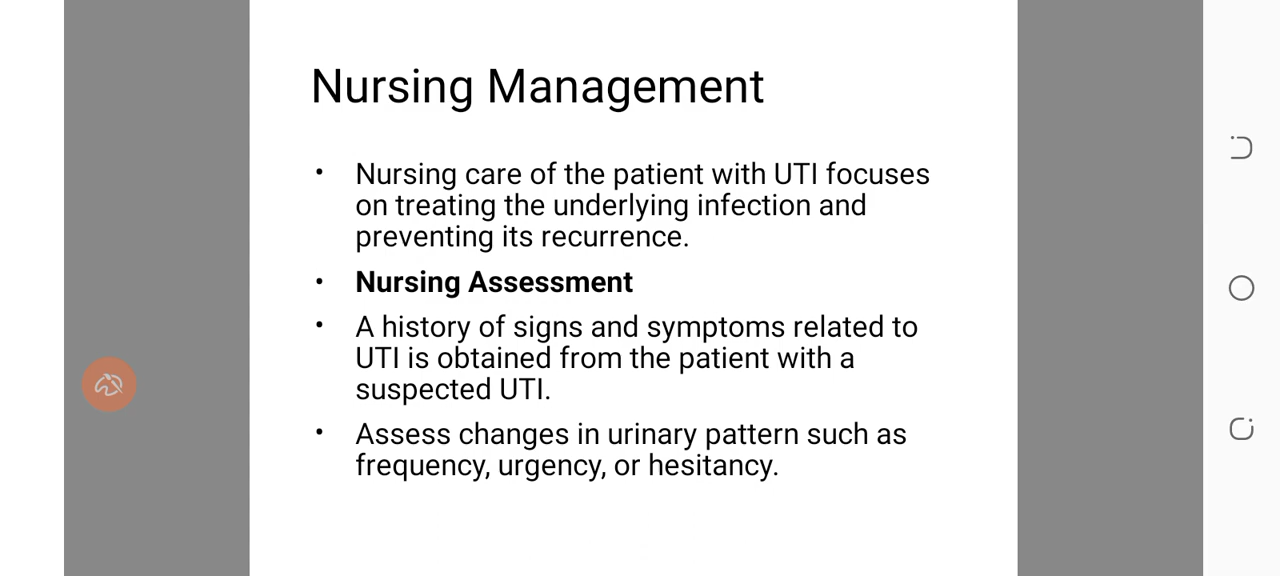 Nursing Management
• Nursing care of the patient with UTI focuses
on treating the underlying infection and
preventing its recurrence.
• Nursing Assessment
• A history of signs and symptoms related to
UTI is obtained from the patient with a
suspected UTI.
• Assess changes in urinary pattern such as
frequency, urgency, or hesitancy.